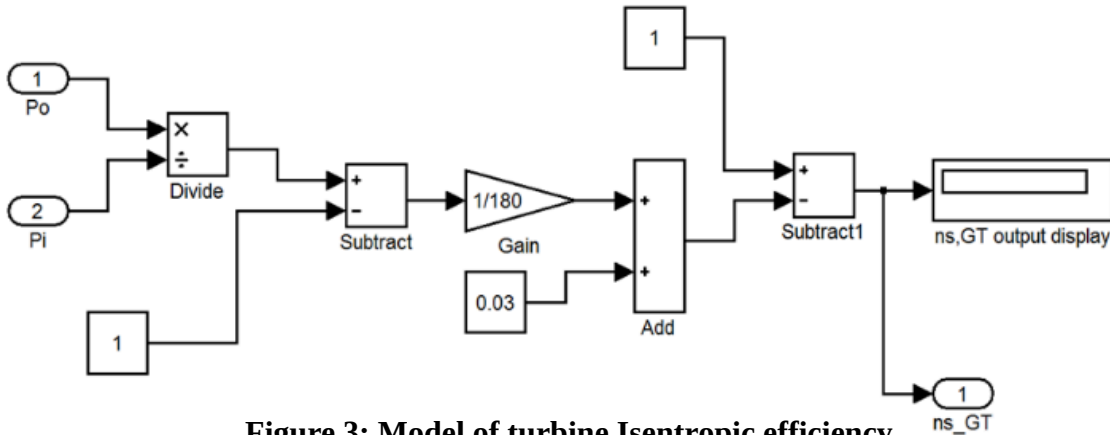 1
1
Po
×
÷
Divide
2
Pi
+
−
Subtract
1/180
Gain
+
+
Add
+
−
Subtract1
ns,GT output display
0.03
1
1
ns_GT
Figure 3: Model of turbine Isentropic efficiency